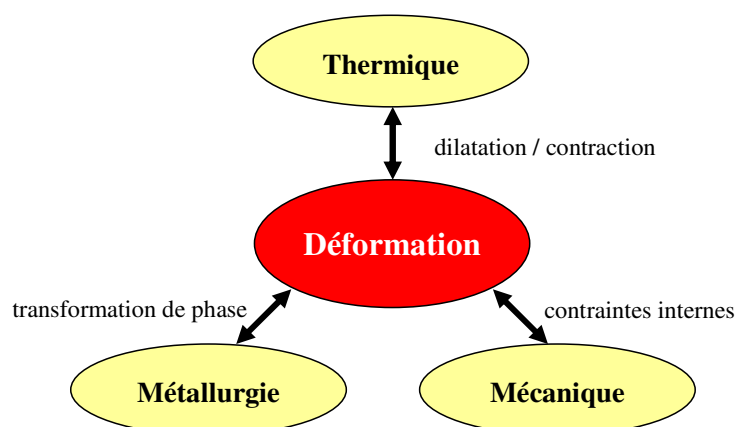 Thermique
dilatation / contraction
Déformation
transformation de phase
contraintes internes
Métallurgie
Mécanique